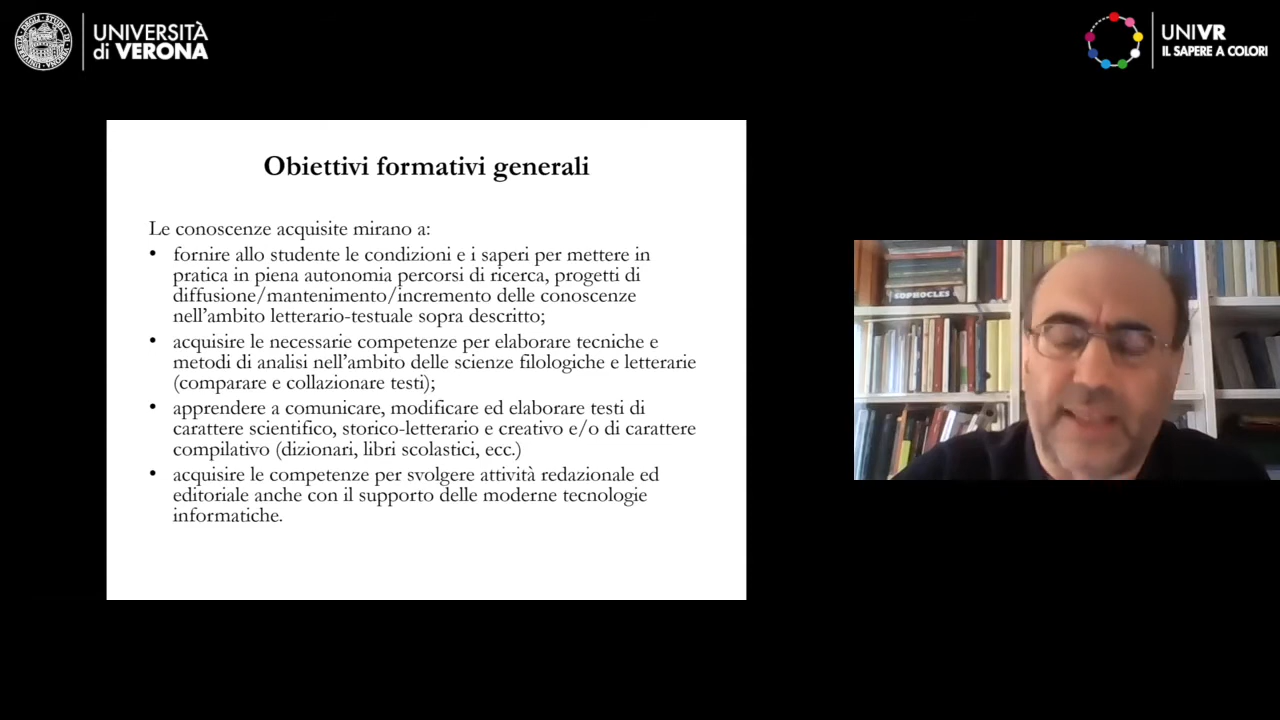 UNIVERSITÀ
di VERONA
UNIVR
IL SAPERE A COLORI
Obiettivi formativi generali
Le conoscenze acquisite mirano a:
• fornire allo studente le condizioni e i saperi per mettere in
pratica in piena autonomia percorsi di ricerca, progetti di
diffusione/mantenimento/incremento delle conoscenze
nell'ambito letterario-testuale sopra descritto;
• acquisire le necessarie competenze per elaborare tecniche e
metodi di analisi nell'ambito delle scienze filologiche e letterarie
(comparare e collazionare testi);
• apprendere a comunicare, modificare ed elaborare testi di
carattere scientifico, storico-letterario e creativo e/o di carattere
compilativo (dizionari, libri scolastici, ecc.)
• acquisire le competenze per svolgere attività redazionale ed
editoriale anche con il supporto delle moderne tecnologie
informatiche.
SOPHOCLES